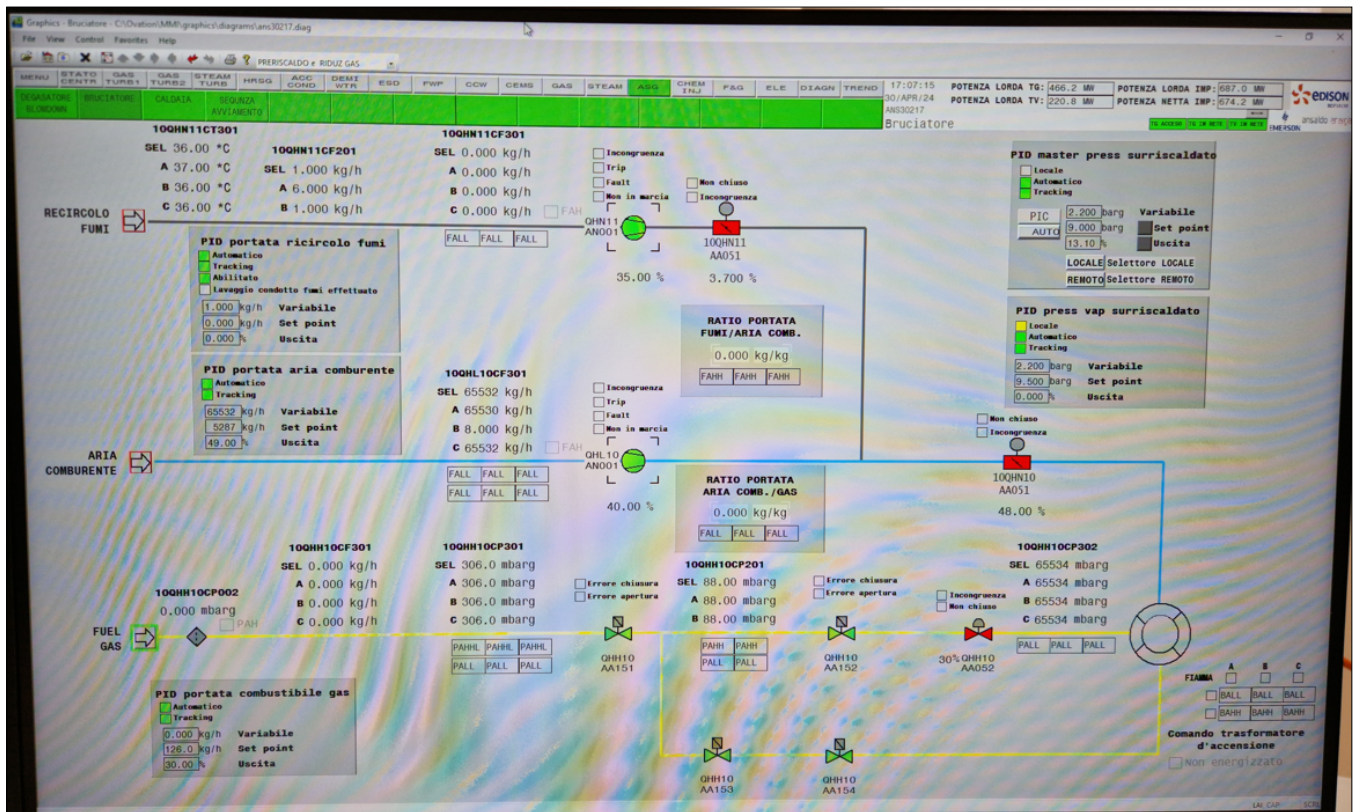 Graphics - Bruciatore - C:\Ovation\MMI\graphics\diagrams\ans30217.diag
File View Control Favorites Help
PRERISCALDO e RIDUZ GAS
MENU STATO CENTR GAS TURB1 GAS TURB2 STEAM TURB HRSG ACC COND DEMI WTR ESD FWP CCW CEMS GAS STEAM ASG CHEM INJ F&G ELE DIAGN TREND
DEGASATORE BLOWDOWN BRUCIATORE CALDAIA SEQUNZA AVVIAMENTO
17:07:15
30/APR/24
ANS30217
Bruciatore
POTENZA LORDA TG: 466.2 MW POTENZA LORDA IMP: 687.0 MW
POTENZA LORDA TV: 220.8 MW POTENZA NETTA IMP: 674.2 MW
EDISON
ansaldo
EMERSON
10QHN11CT301
SEL 36.00 °C
A 37.00 °C
B 36.00 °C
C 36.00 °C
10QHN11CF201
SEL 1.000 kg/h
A 6.000 kg/h
B 1.000 kg/h
10QHN11CF301
SEL 0.000 kg/h
A 0.000 kg/h
B 0.000 kg/h
C 0.000 kg/h FAH
FALL FALL FALL
Incongruenza
Trip
Fault
Non in marcia
QHN11
AN001
35.00 %
Non chiuso
Incongruenza
10QHN11
AA051
3.700 %
RECIRCOLO
FUMI
PID portata ricircolo fumi
Automatico
Tracking
Abilitato
Lavaggio condotto fumi effettuato
1.000 kg/h Variabile
0.000 kg/h Set point
0.000 % Uscita
PID master press surriscaldato
Locale
Automatico
Tracking
PIC
AUTO
2.200 barg Variabile
9.000 barg Set point
13.10 % Uscita
LOCALE Selettore LOCALE
REMOTO Selettore REMOTO
RATIO PORTATA
FUMI/ARIA COMB.
0.000 kg/kg
FAHH FAHH FAHH
PID press vap surriscaldato
Locale
Automatico
Tracking
2.200 barg Variabile
9.500 barg Set point
0.000 % Uscita
PID portata aria comburente
Automatico
Tracking
65532 kg/h Variabile
5287 kg/h Set point
49.00 % Uscita
10QHL10CF301
SEL 65532 kg/h
A 65530 kg/h
B 8.000 kg/h
C 65532 kg/h FAH
FALL FALL FALL
FALL FALL FALL
Incongruenza
Trip
Fault
Non in marcia
QHL10
AN001
40.00 %
ARIA
COMBURENTE
RATIO PORTATA
ARIA COMB./GAS
0.000 kg/kg
FALL FALL FALL
Non chiuso
Incongruenza
10QHN10
AA051
48.00 %
10QHH10CP002
0.000 mbarg
PAH
FUEL
GAS
10QHH10CF301
SEL 0.000 kg/h
A 0.000 kg/h
B 0.000 kg/h
C 0.000 kg/h
10QHH10CP301
SEL 306.0 mbarg
A 306.0 mbarg
B 306.0 mbarg
C 306.0 mbarg
PAHHL PAHHL PAHHL
PALL PALL PALL
Errore chiusura
Errore apertura
QHH10
AA151
10QHH10CP201
SEL 88.00 mbarg
A 88.00 mbarg
B 88.00 mbarg
PAHH PAHH
PALL PALL
Errore chiusura
Errore apertura
QHH10
AA152
Incongruenza
Non chiuso
30% QHH10
AA052
10QHH10CP302
SEL 65534 mbarg
A 65534 mbarg
B 65534 mbarg
C 65534 mbarg
PALL PALL PALL
A B C
FIAMMA
BALL BALL BALL
BAHH BAHH BAHH
Comando trasformatore
d'accensione
Non energizzato
PID portata combustibile gas
Automatico
Tracking
0.000 kg/h Variabile
126.0 kg/h Set point
30.00 % Uscita
QHH10
AA153
QHH10
AA154